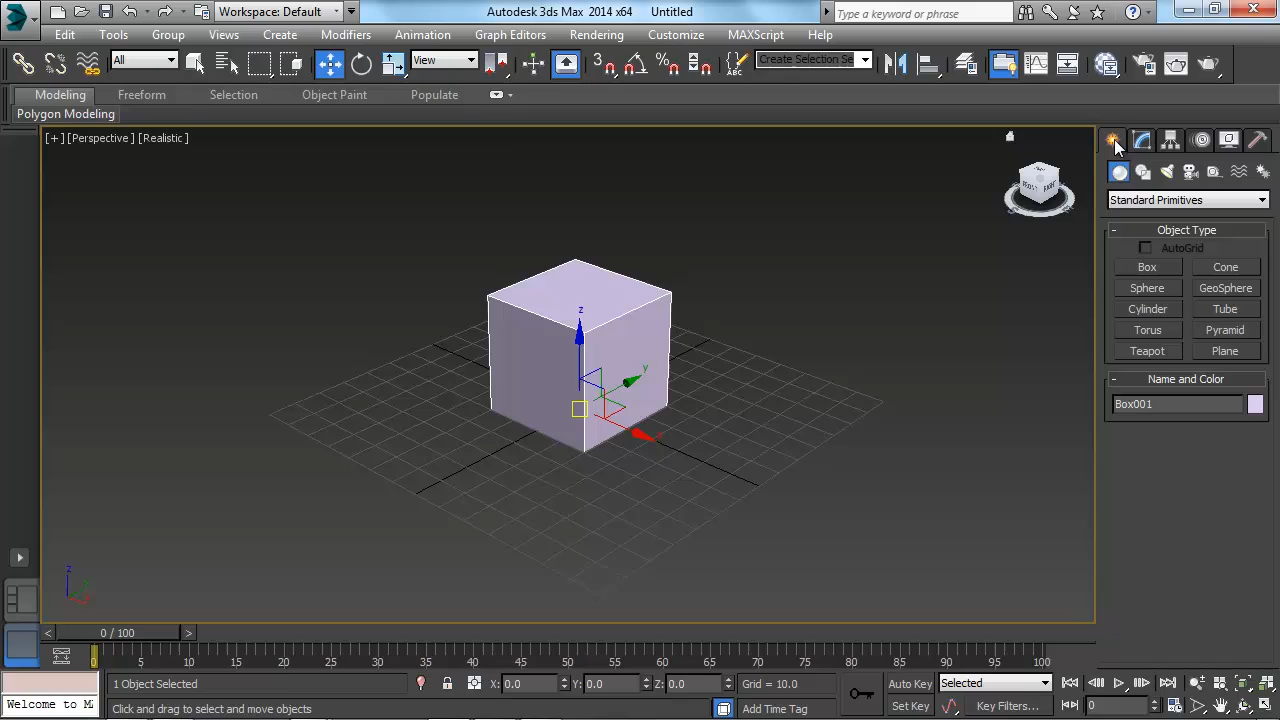 Workspace: Default
Autodesk 3ds Max 2014 x64 Untitled
Type a keyword or phrase
Edit Tools Group Views Create Modifiers Animation Graph Editors Rendering Customize MAXScript Help
All
View
Create Selection Se
Modeling Freeform Selection Object Paint Populate
Polygon Modeling
[+] [Perspective] [Realistic]
Standard Primitives
- Object Type
AutoGrid
Box Cone
Sphere GeoSphere
Cylinder Tube
Torus Pyramid
Teapot Plane
- Name and Color
Box001
z
y
x
z
0 / 100
0 5 10 15 20 25 30 35 40 45 50 55 60 65 70 75 80 85 90 95 100
1 Object Selected
X: 0.0 Y: 0.0 Z: 0.0
Grid = 10.0
Auto Key
Selected
Welcome to M
Click and drag to select and move objects
Add Time Tag
Set Key
Key Filters...
0